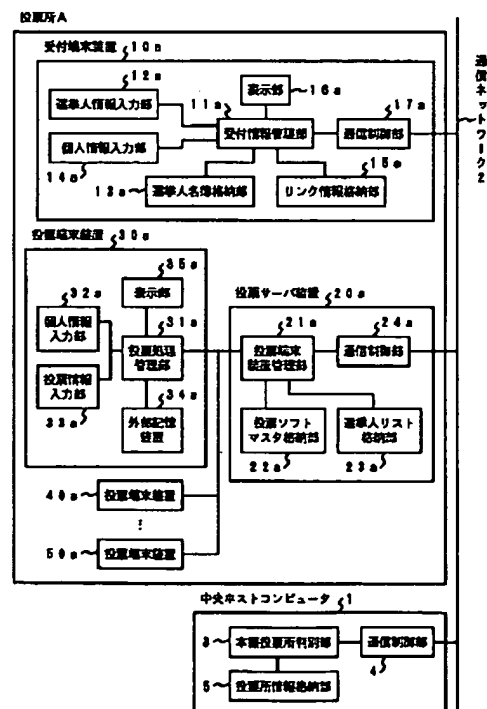 投票所A
受付端末装置 10a
12a
選挙人情報入力部
個人情報入力部
14a
11a
受付情報管理部
表示部
16a
17a
通信制御部
13a
選挙人名簿格納部
リンク情報格納部
15a
通信ネットワーク2
投票端末装置 30a
32a
個人情報
入力部
投票情報
入力部
33a
35a
表示部
31a
投票処理
管理部
34a
外部記憶
装置
投票サーバ装置 20a
21a
投票端末
装置管理部
24a
通信制御部
投票ソフト
マスタ格納部
22a
選挙人リスト
格納部
23a
40a 投票端末装置
⋮
50a 投票端末装置
中央ホストコンピュータ 1
3 本籍投票所判別部
通信制御部
4
5 投票所情報格納部